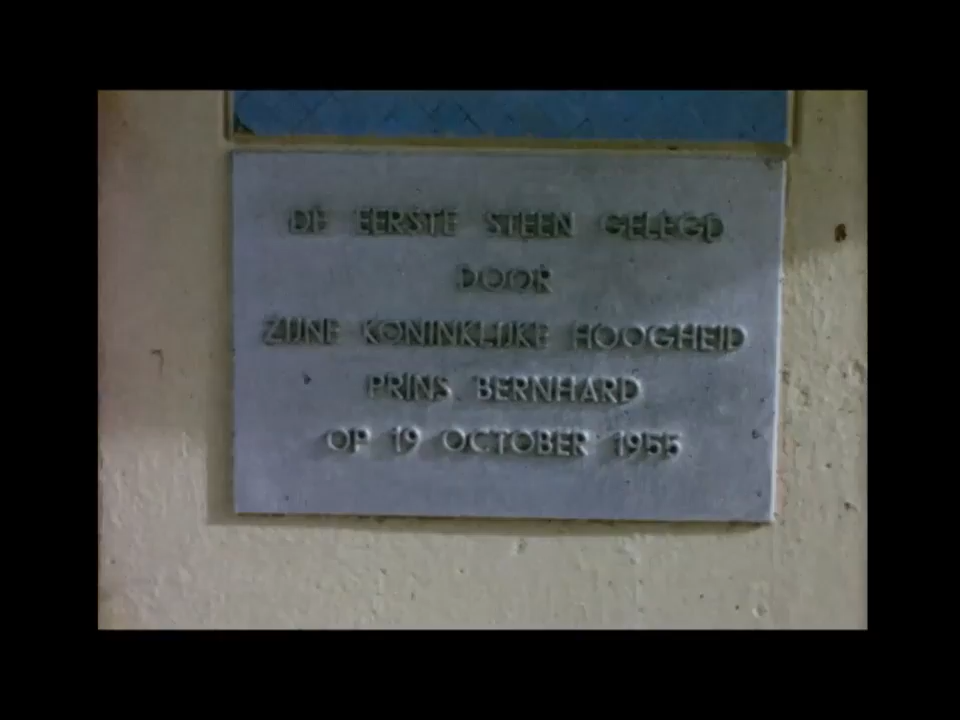 DE EERSTE STEEN GELEGD
DOOR
ZIJNE KONINKLIJKE HOOGHEID
PRINS BERNHARD
OP 19 OCTOBER 1955